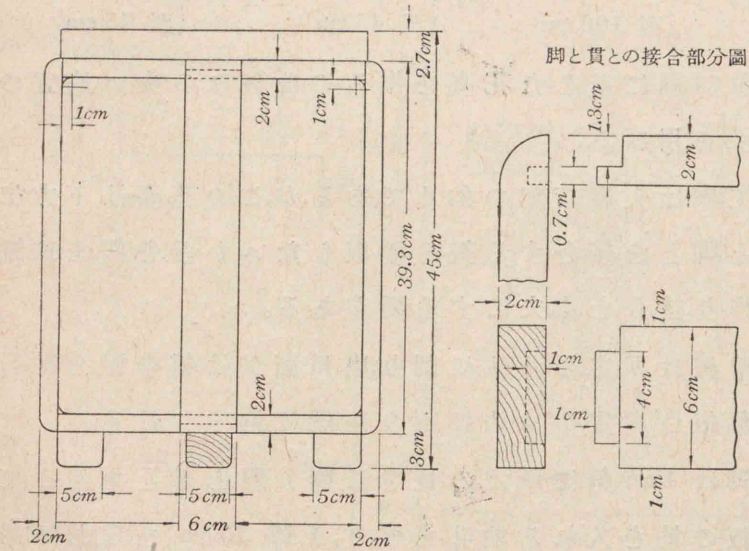 脚と貫との接合部分圖
2.7cm
2cm
1cm
1cm
39.3cm
45cm
2cm
3cm
5cm
5cm
5cm
6cm
2cm
2cm
1.3cm
2cm
0.7cm
2cm
1cm
1cm
1cm
4cm
6cm
1cm